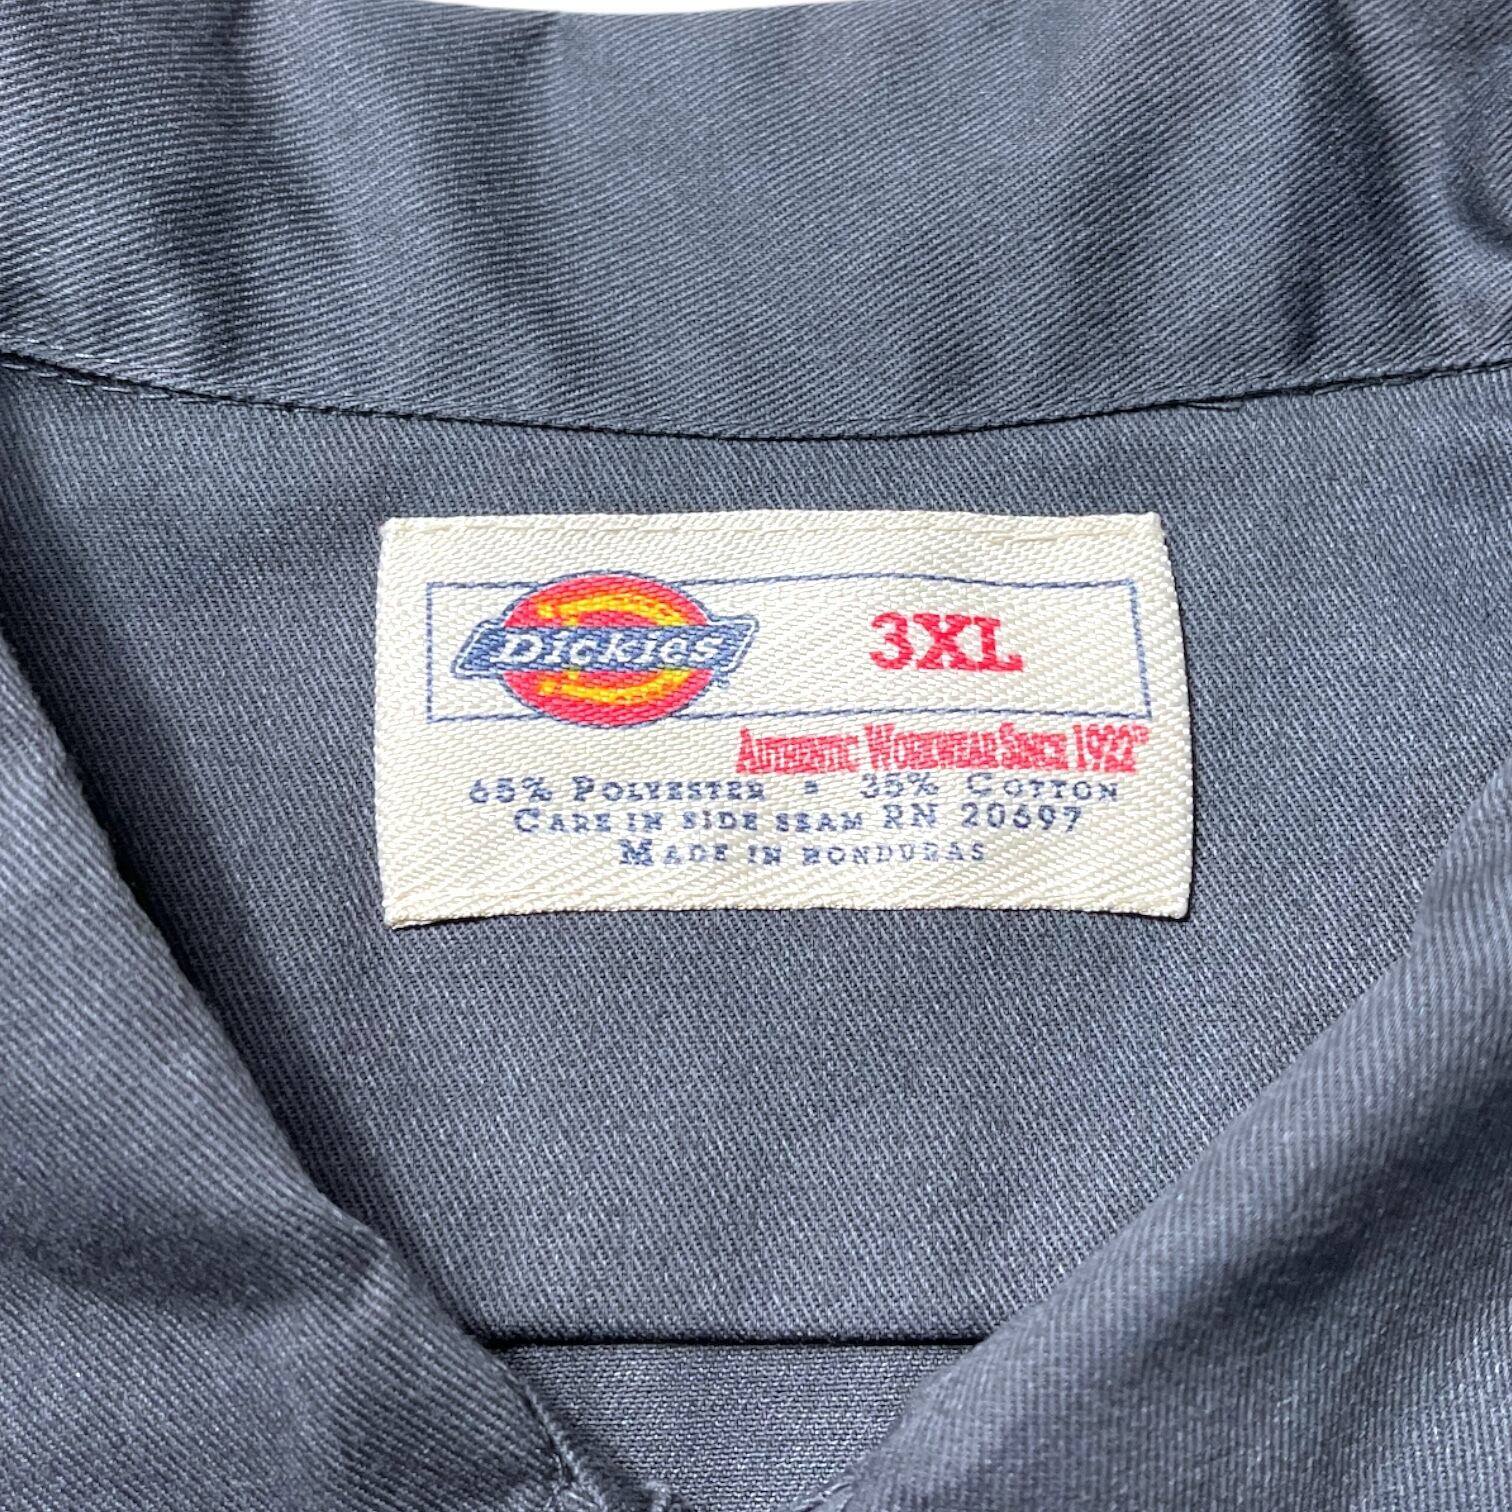 Dickies
3XL
AUTHENTIC WORKWEAR SINCE 1922®
65% POLYESTER • 35% COTTON
CARE IN SIDE SEAM RN 20697
MADE IN HONDURAS